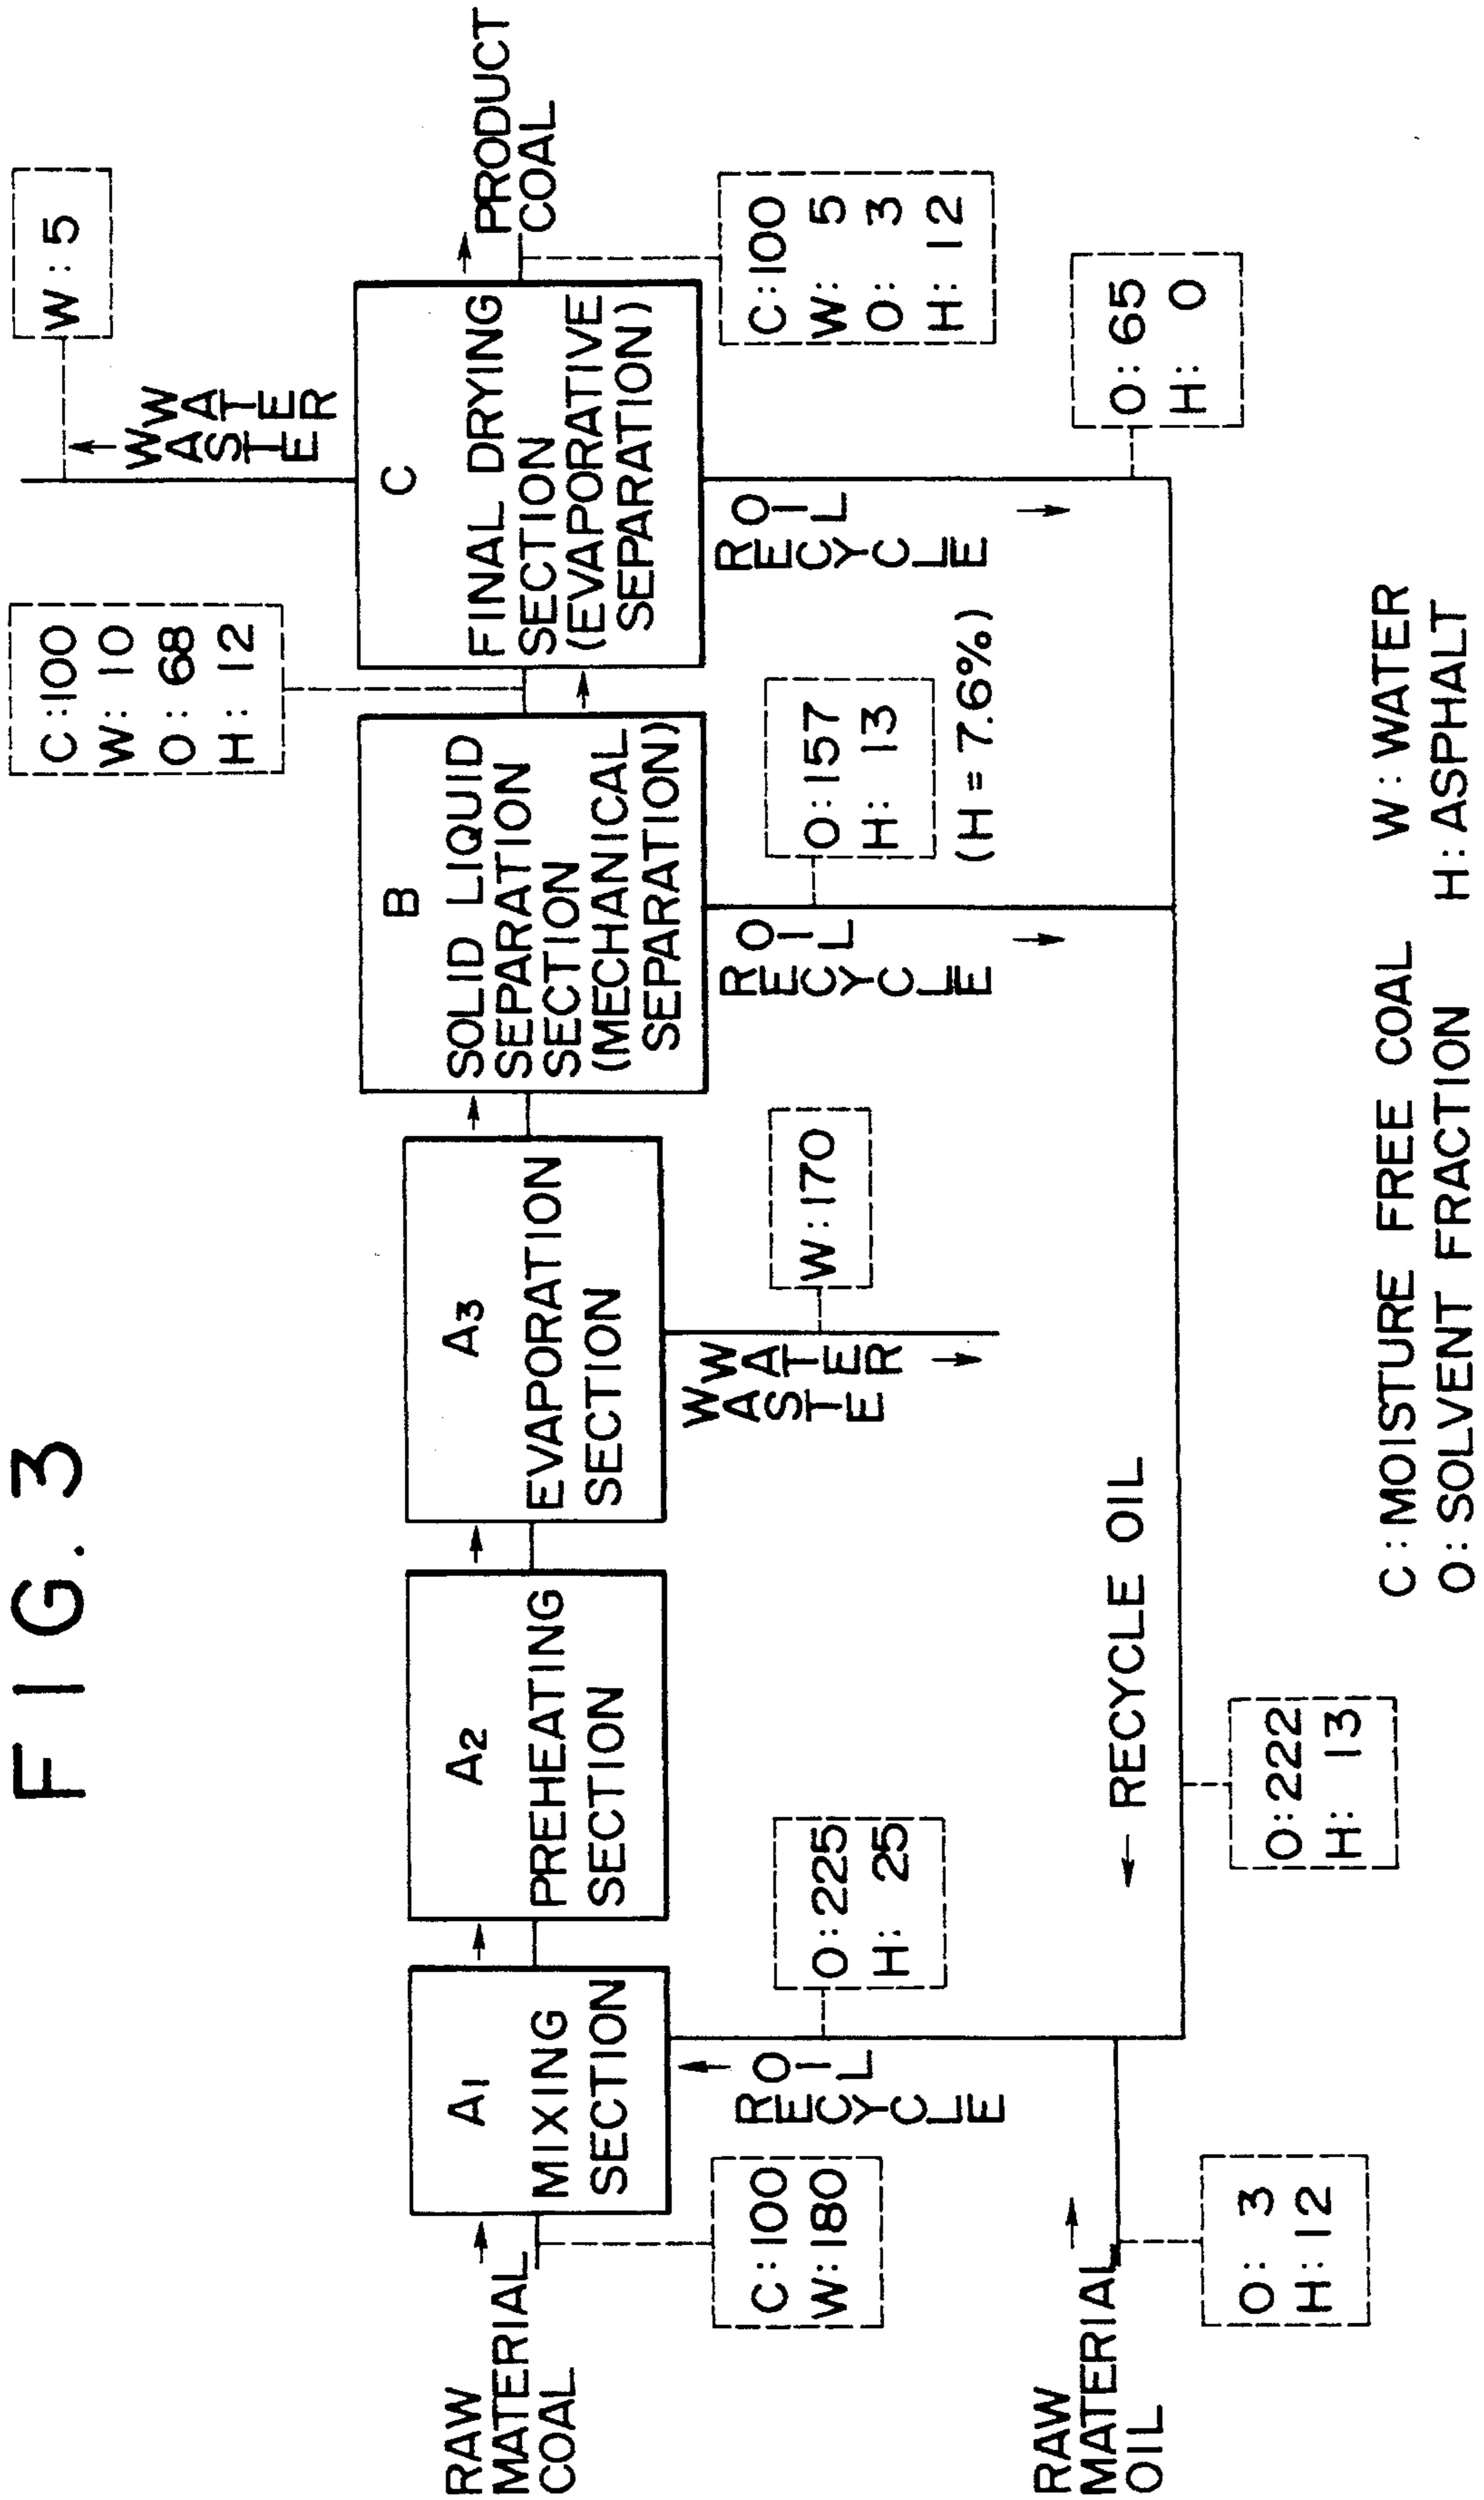 FIG. 3
RAW
MATERIAL
COAL
C:100
W:180
A1
MIXING
SECTION
A2
PREHEATING
SECTION
A3
EVAPORATION
SECTION
B
SOLID LIQUID
SEPARATION
SECTION
(MECHANICAL
SEPARATION)
C
FINAL DRYING
SECTION
(EVAPORATIVE
SEPARATION)
PRODUCT
COAL
C:100
W: 10
O: 68
H: 12
WASTE
WATER
W: 5
C:100
W: 5
O: 3
H: 12
RECYCLE
OIL
O:225
H: 25
WASTE
WATER
W:170
RECYCLE
OIL
O:157
H: 13
(H = 7.6%)
RECYCLE
OIL
O: 65
H: 0
RAW
MATERIAL
OIL
O: 3
H: 12
RECYCLE OIL
O:222
H: 13
C: MOISTURE FREE COAL
W: WATER
O: SOLVENT FRACTION
H: ASPHALT